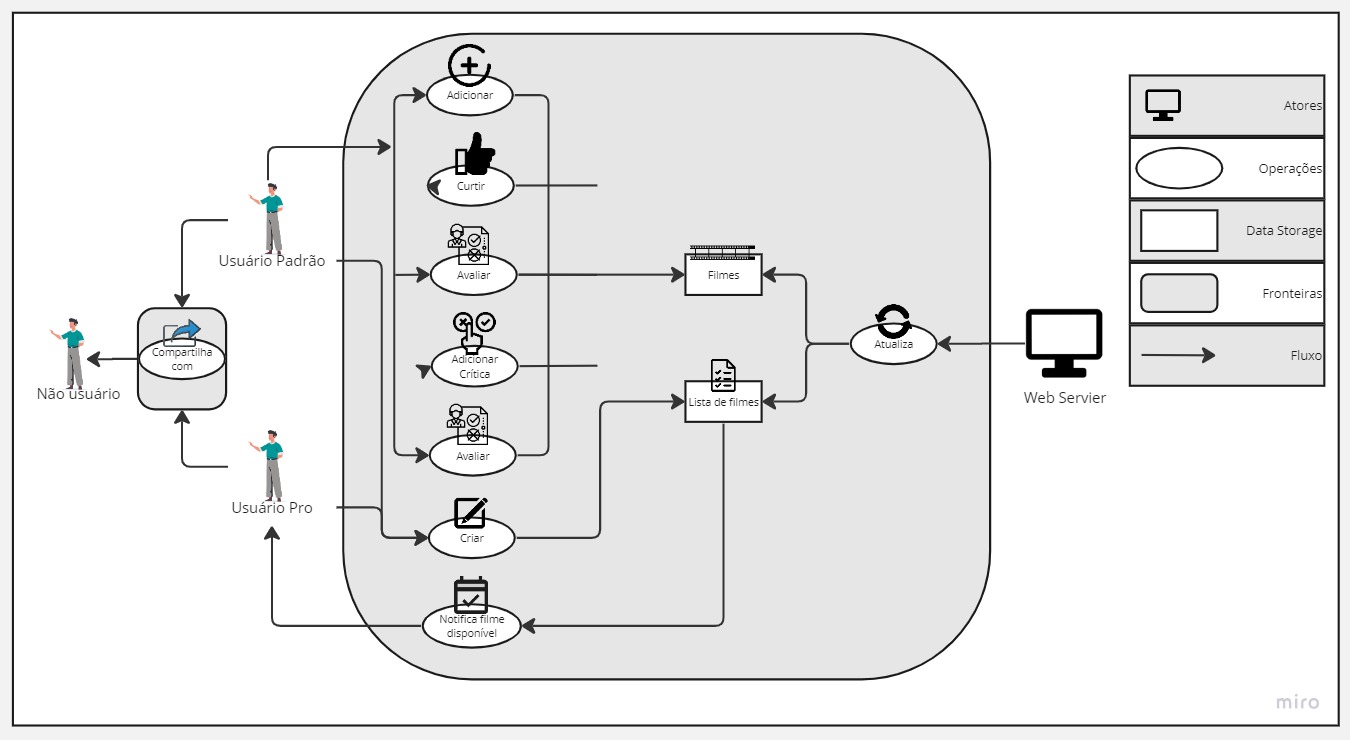 Adicionar
Atores
Curtir
Operações
Data Storage
Usuário Padrão
Avaliar
Filmes
Fronteiras
Atualiza
Compartilha
com
Adicionar
Crítica
Fluxo
Não usuário
Lista de filmes
Web Servier
Avaliar
Usuário Pro
Criar
Notifica filme
disponível
miro